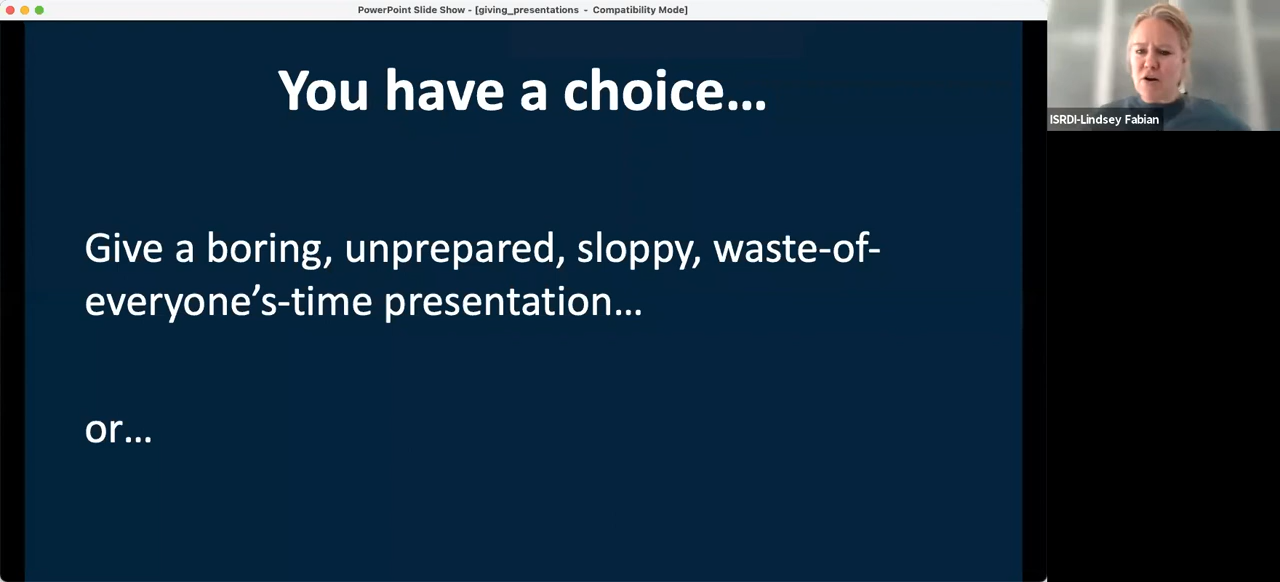 PowerPoint Slide Show - [giving_presentations - Compatibility Mode]
You have a choice...
Give a boring, unprepared, sloppy, waste-of-
everyone’s-time presentation...
or...
ISRDI-Lindsey Fabian